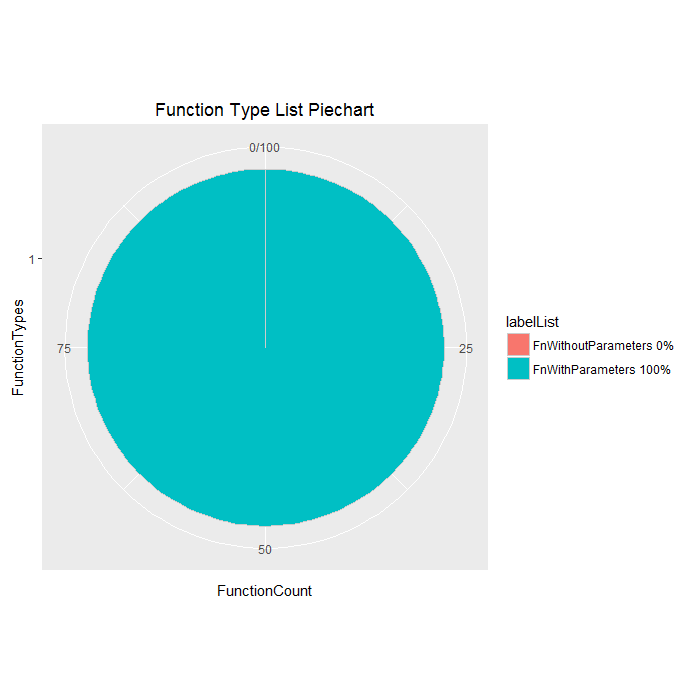 Function Type List Piechart
0/100
1
75
25
50
FunctionTypes
FunctionCount
labelList
FnWithoutParameters 0%
FnWithParameters 100%